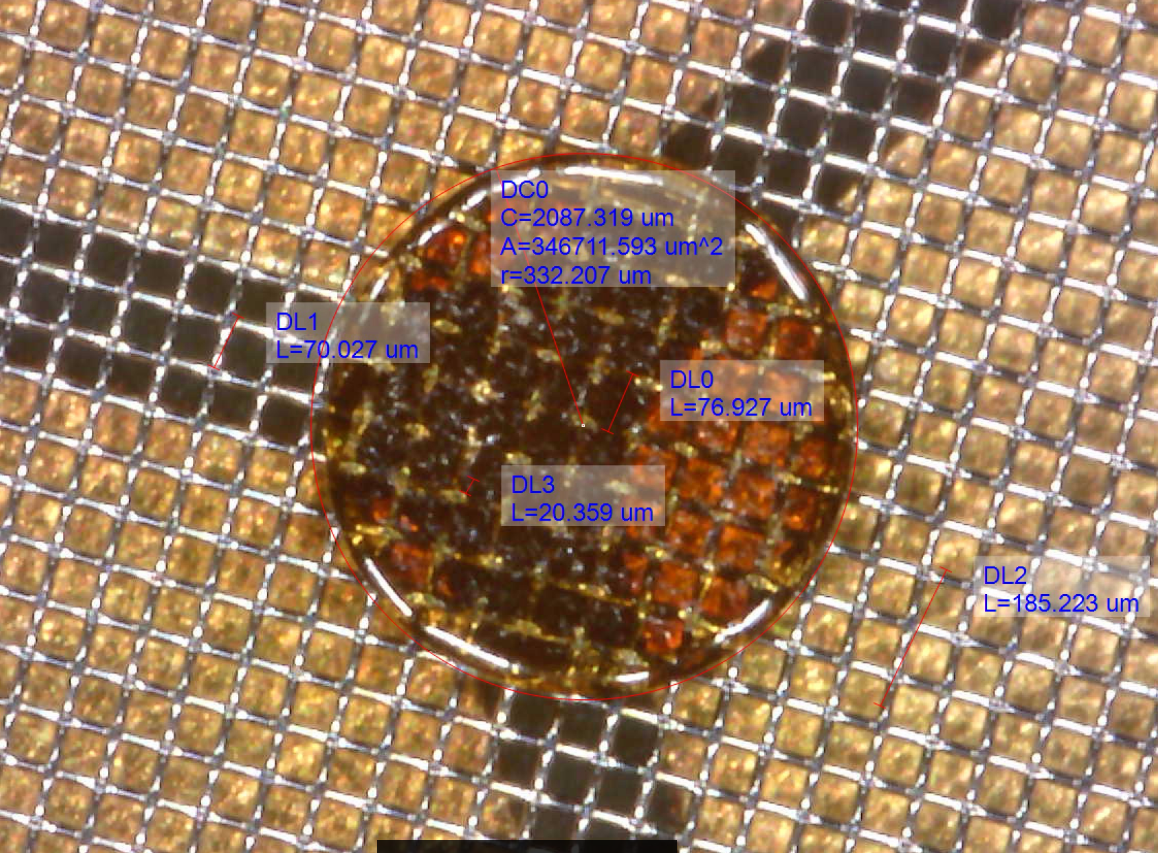 DC0
C=2087.319 um
A=346711.593 um^2
r=332.207 um
DL1
L=70.027 um
DL0
L=76.927 um
DL3
L=20.359 um
DL2
L=185.223 um